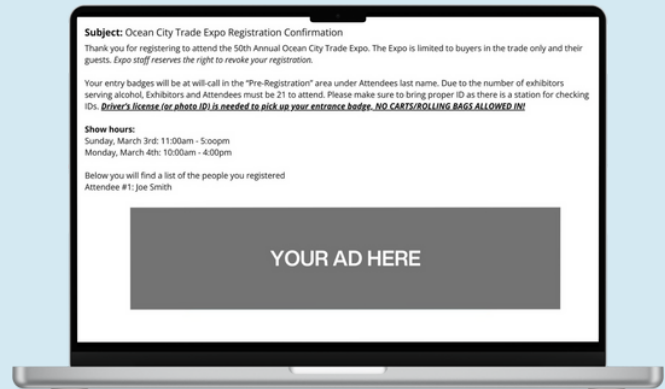 Subject: Ocean City Trade Expo Registration Confirmation
Thank you for registering to attend the 50th Annual Ocean City Trade Expo. The Expo is limited to buyers in the trade only and their
guests. Expo staff reserves the right to revoke your registration.
Your entry badges will be at will-call in the “Pre-Registration” area under Attendees last name. Due to the number of exhibitors
serving alcohol, Exhibitors and Attendees must be 21 to attend. Please make sure to bring proper ID as there is a station for checking
IDs. Driver's license (or photo ID) is needed to pick up your entrance badge, NO CARTS/ROLLING BAGS ALLOWED IN!
Show hours:
Sunday, March 3rd: 11:00am - 5:oopm
Monday, March 4th: 10:00am - 4:00pm
Below you will find a list of the people you registered
Attendee #1: Joe Smith
YOUR AD HERE